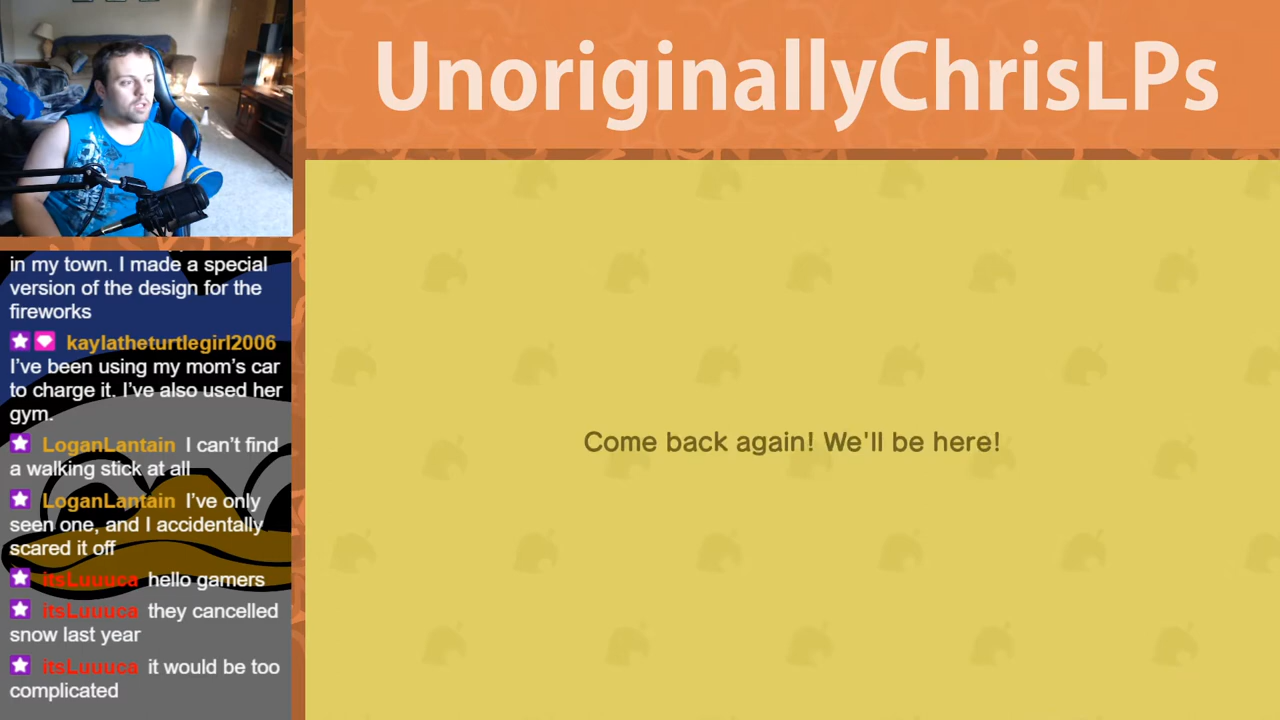 UnoriginallyChrisLPs
in my town. I made a special
version of the design for the
fireworks
kaylatheturtlegirl2006
I've been using my mom's car
to charge it. I've also used her
gym.
LoganLantain I can't find
a walking stick at all
LoganLantain I've only
seen one, and I accidentally
scared it off
itsLuuuca hello gamers
itsLuuuca they cancelled
snow last year
itsLuuuca it would be too
complicated
Come back again! We'll be here!